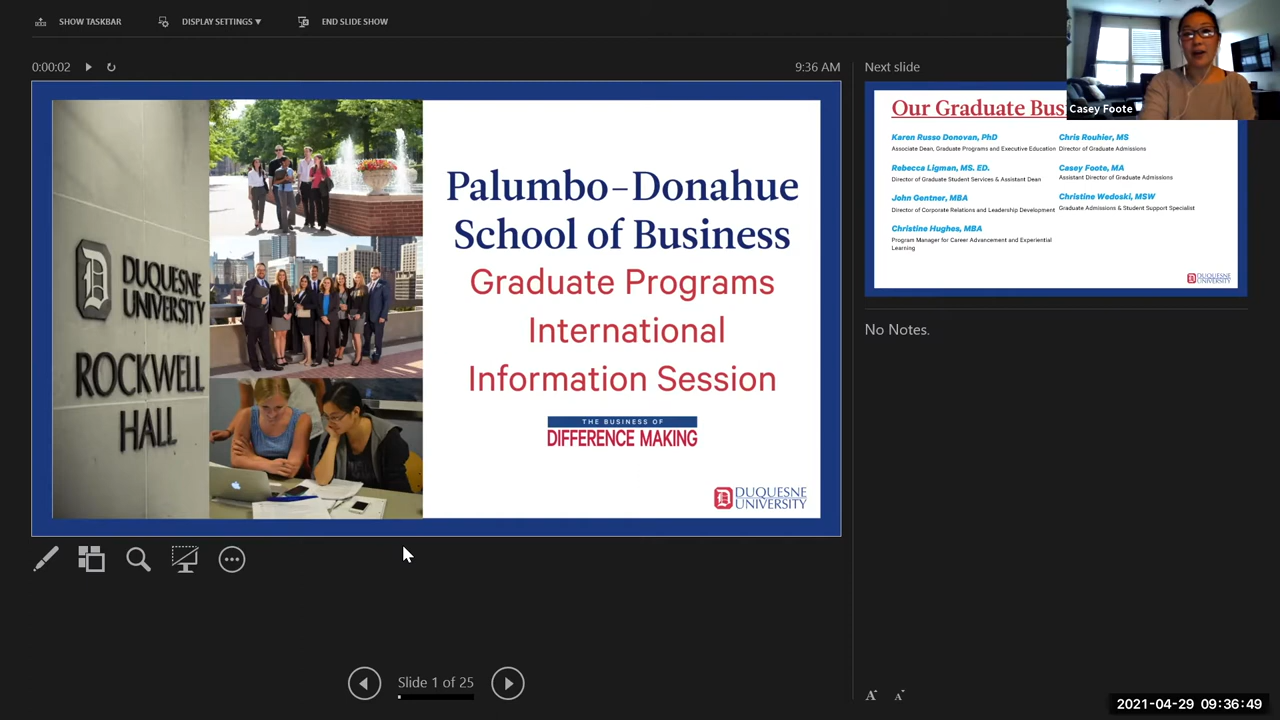 SHOW TASKBAR
DISPLAY SETTINGS
END SLIDE SHOW
0:00:02
9:36 AM
DUQUESNE
UNIVERSITY
ROCKWELL
HALL
Palumbo-Donahue
School of Business
Graduate Programs
International
Information Session
THE BUSINESS OF
DIFFERENCE MAKING
D DUQUESNE
UNIVERSITY
Slide 1 of 25
Next slide
Casey Foote
Our Graduate Bus
Karen Russo Donovan, PhD
Associate Dean, Graduate Programs and Executive Education
Rebecca Ligman, MS. ED.
Director of Graduate Student Services & Assistant Dean
John Gentner, MBA
Director of Corporate Relations and Leadership Development
Christine Hughes, MBA
Program Manager for Career Advancement and Experiential
Learning
Chris Rouhier, MS
Director of Graduate Admissions
Casey Foote, MA
Assistant Director of Graduate Admissions
Christine Wedoski, MSW
Graduate Admissions & Student Support Specialist
DUQUESNE
UNIVERSITY
No Notes.
A A
2021-04-29 09:36:49